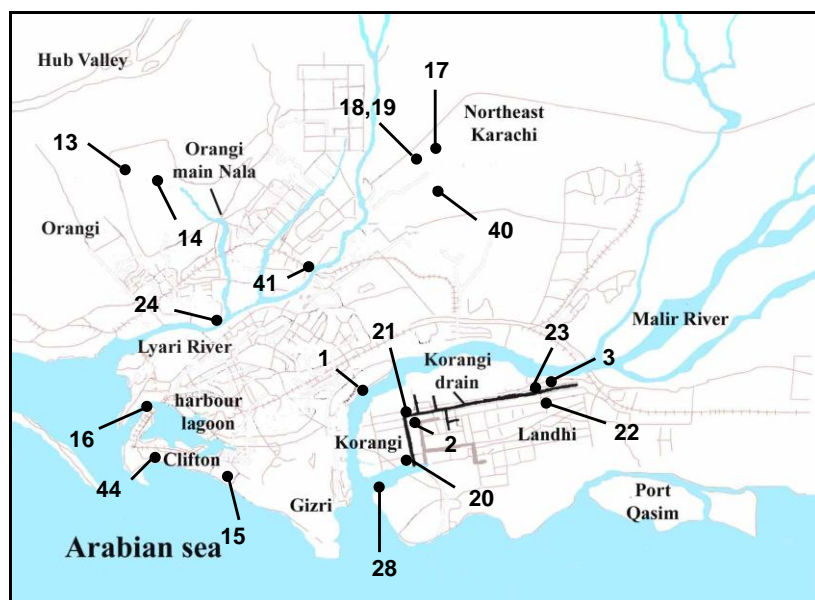 Hub Valley
17
18,19
Northeast
Karachi
13
Orangi
main Nala
14
Orangi
40
41
24
Malir River
21
23
3
Lyari River
1
Korangi
drain
harbour
lagoon
16
2
22
Korangi
Landhi
Clifton
44
20
Gizri
15
Port
Qasim
Arabian sea
28